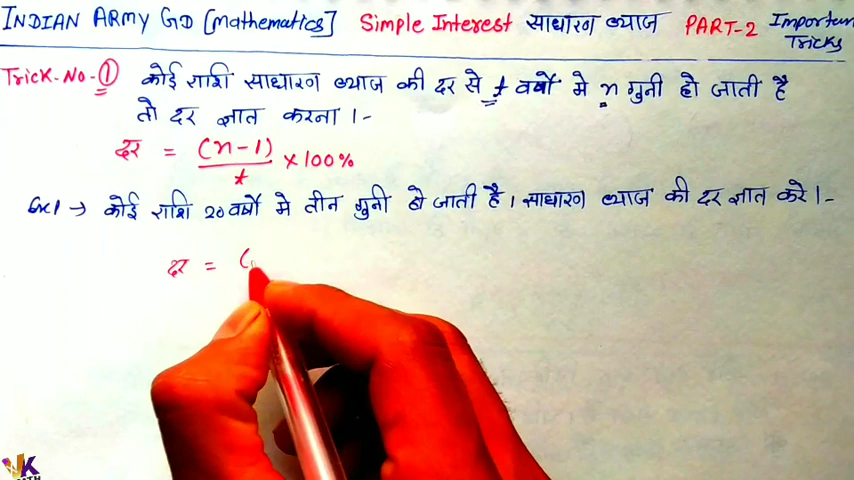 INDIAN ARMY GD [Mathematics] Simple Interest साधारण ब्याज PART-2 Important Tricks
Trick-No-① कोई राशि साधारण ब्याज की दर से t वर्षो मे n गुनी हो जाती है
तो दर ज्ञात करना ।-
दर = (n-1)/t × 100%
Ex1 → कोई राशि 20 वर्षो मे तीन गुनी हो जाती है । साधारण ब्याज की दर ज्ञात करे ।-
दर = (